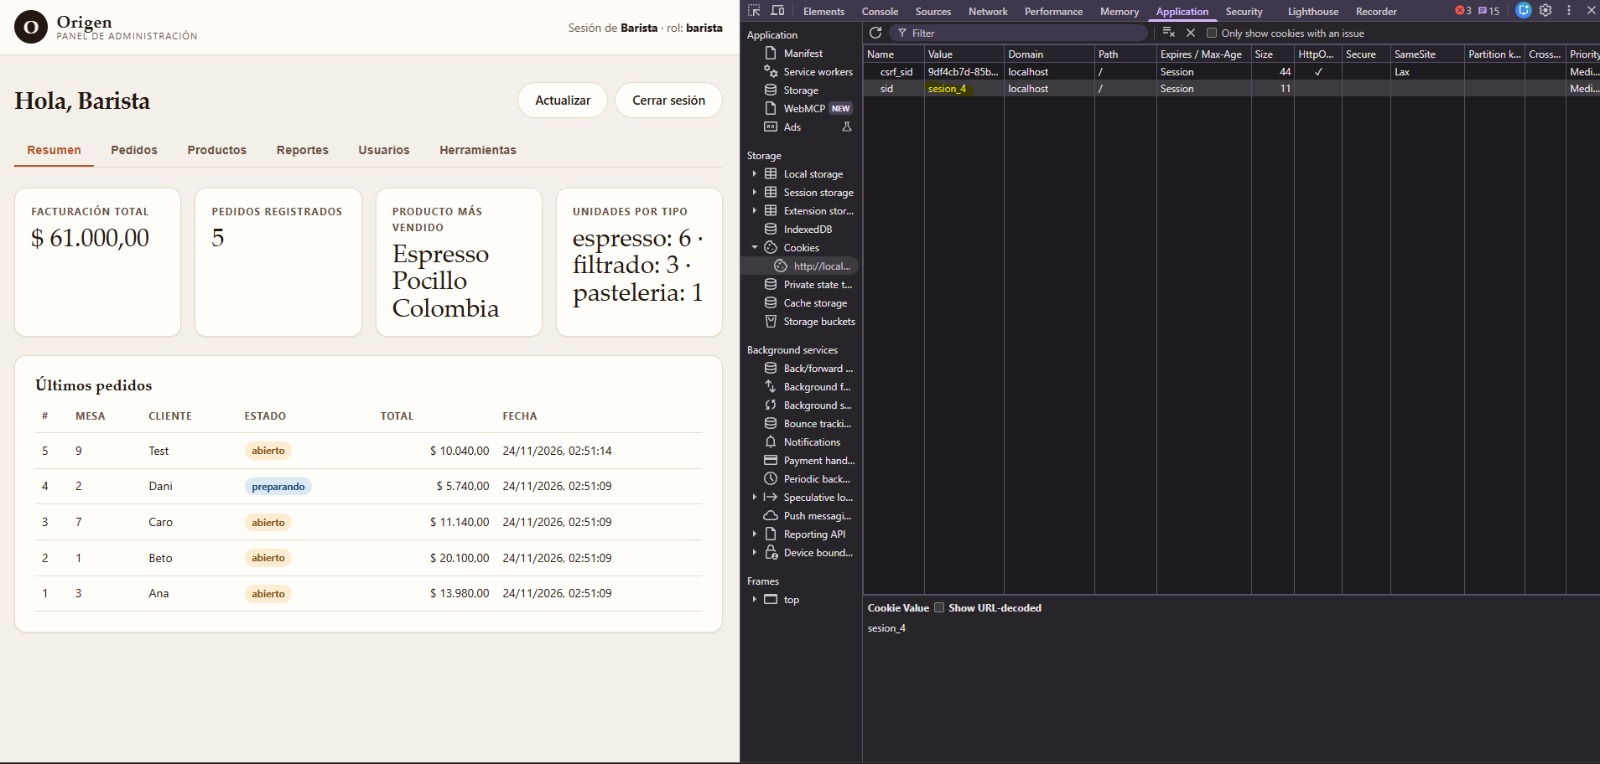 O Origen
PANEL DE ADMINISTRACIÓN
Sesión de Barista · rol: barista
Hola, Barista
Actualizar
Cerrar sesión
Resumen Pedidos Productos Reportes Usuarios Herramientas
FACTURACIÓN TOTAL
$ 61.000,00
PEDIDOS REGISTRADOS
5
PRODUCTO MÁS
VENDIDO
Espresso
Pocillo
Colombia
UNIDADES POR TIPO
espresso: 6 ·
filtrado: 3 ·
pasteleria: 1
Últimos pedidos
# MESA CLIENTE ESTADO TOTAL FECHA
5 9 Test abierto $ 10.040,00 24/11/2026, 02:51:14
4 2 Dani preparando $ 5.740,00 24/11/2026, 02:51:09
3 7 Caro abierto $ 11.140,00 24/11/2026, 02:51:09
2 1 Beto abierto $ 20.100,00 24/11/2026, 02:51:09
1 3 Ana abierto $ 13.980,00 24/11/2026, 02:51:09
Elements Console Sources Network Performance Memory Application Security Lighthouse Recorder 3 15
Application
Manifest
Service workers
Storage
WebMCP NEW
Ads
Storage
Local storage
Session storage
Extension stor...
IndexedDB
Cookies
http://local...
Private state t...
Cache storage
Storage buckets
Background services
Back/forward ...
Background f...
Background s...
Bounce tracki...
Notifications
Payment hand...
Periodic back...
Speculative lo...
Push messagi...
Reporting API
Device bound...
Frames
top
Filter
Only show cookies with an issue
Name Value Domain Path Expires / Max-Age Size HttpO... Secure SameSite Partition k... Cross... Priority
csrf_sid 9df4cb7d-85b... localhost / Session 44 ✓ Lax Medi...
sid sesion_4 localhost / Session 11 Medi...
Cookie Value Show URL-decoded
sesion_4